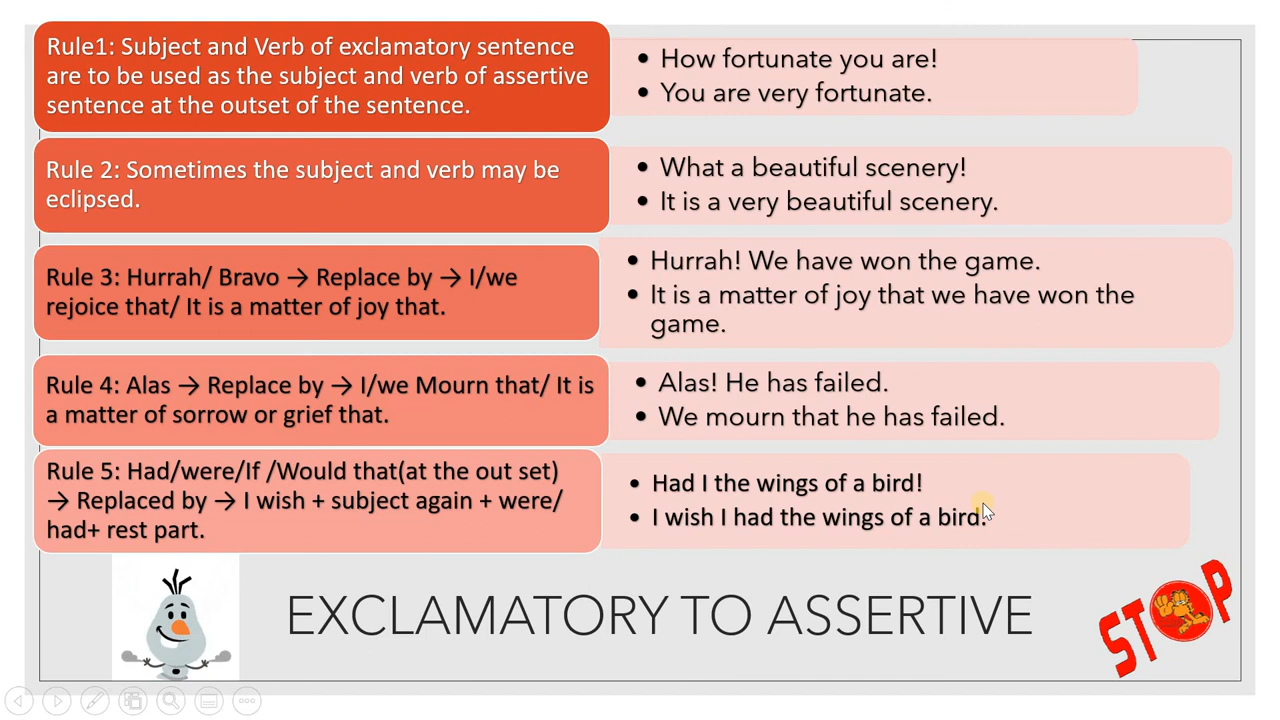 Rule1: Subject and Verb of exclamatory sentence
are to be used as the subject and verb of assertive
sentence at the outset of the sentence.
• How fortunate you are!
• You are very fortunate.
Rule 2: Sometimes the subject and verb may be
eclipsed.
• What a beautiful scenery!
• It is a very beautiful scenery.
Rule 3: Hurrah/ Bravo → Replace by → I/we
rejoice that/ It is a matter of joy that.
• Hurrah! We have won the game.
• It is a matter of joy that we have won the
game.
Rule 4: Alas → Replace by → I/we Mourn that/ It is
a matter of sorrow or grief that.
• Alas! He has failed.
• We mourn that he has failed.
Rule 5: Had/were/If /Would that(at the out set)
→ Replaced by → I wish + subject again + were/
had+ rest part.
• Had I the wings of a bird!
• I wish I had the wings of a bird!
EXCLAMATORY TO ASSERTIVE
STOP